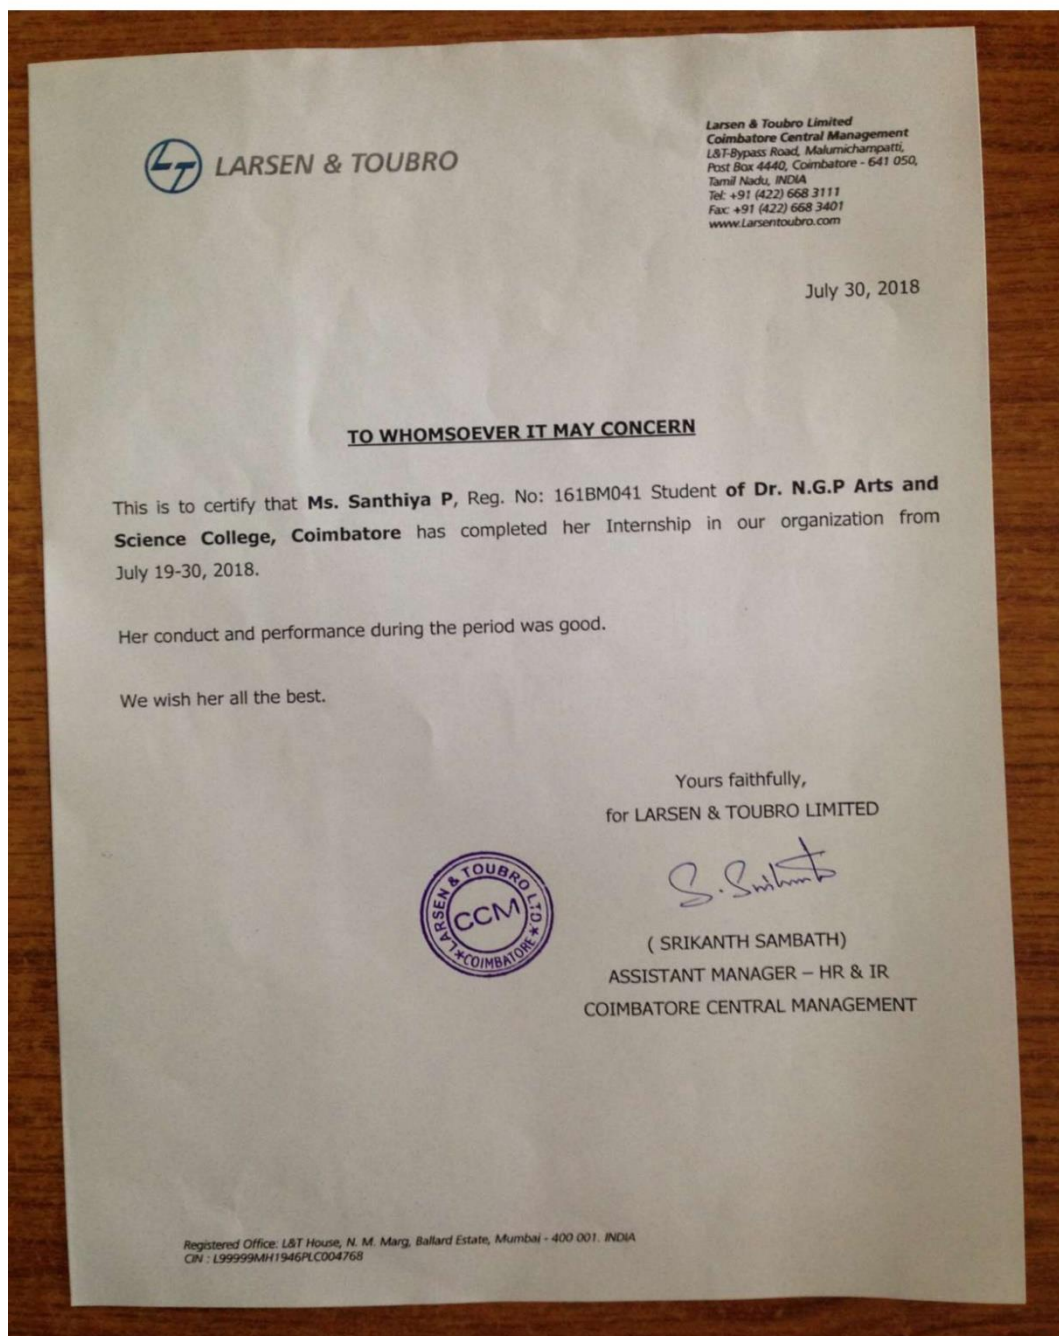 LT LARSEN & TOUBRO
Larsen & Toubro Limited
Coimbatore Central Management
L&T-Bypass Road, Malumichampatti,
Post Box 4440, Coimbatore - 641 050,
Tamil Nadu, INDIA
Tel: +91 (422) 668 3111
Fax: +91 (422) 668 3401
www.Larsentoubro.com
July 30, 2018
TO WHOMSOEVER IT MAY CONCERN
This is to certify that Ms. Santhiya P, Reg. No: 161BM041 Student of Dr. N.G.P Arts and
Science College, Coimbatore has completed her Internship in our organization from
July 19-30, 2018.
Her conduct and performance during the period was good.
We wish her all the best.
Yours faithfully,
for LARSEN & TOUBRO LIMITED
LARSEN & TOUBRO LTD.
CCM
★COIMBATORE★
( SRIKANTH SAMBATH)
ASSISTANT MANAGER – HR & IR
COIMBATORE CENTRAL MANAGEMENT
Registered Office: L&T House, N. M. Marg, Ballard Estate, Mumbai - 400 001. INDIA
CIN : L99999MH1946PLC004768